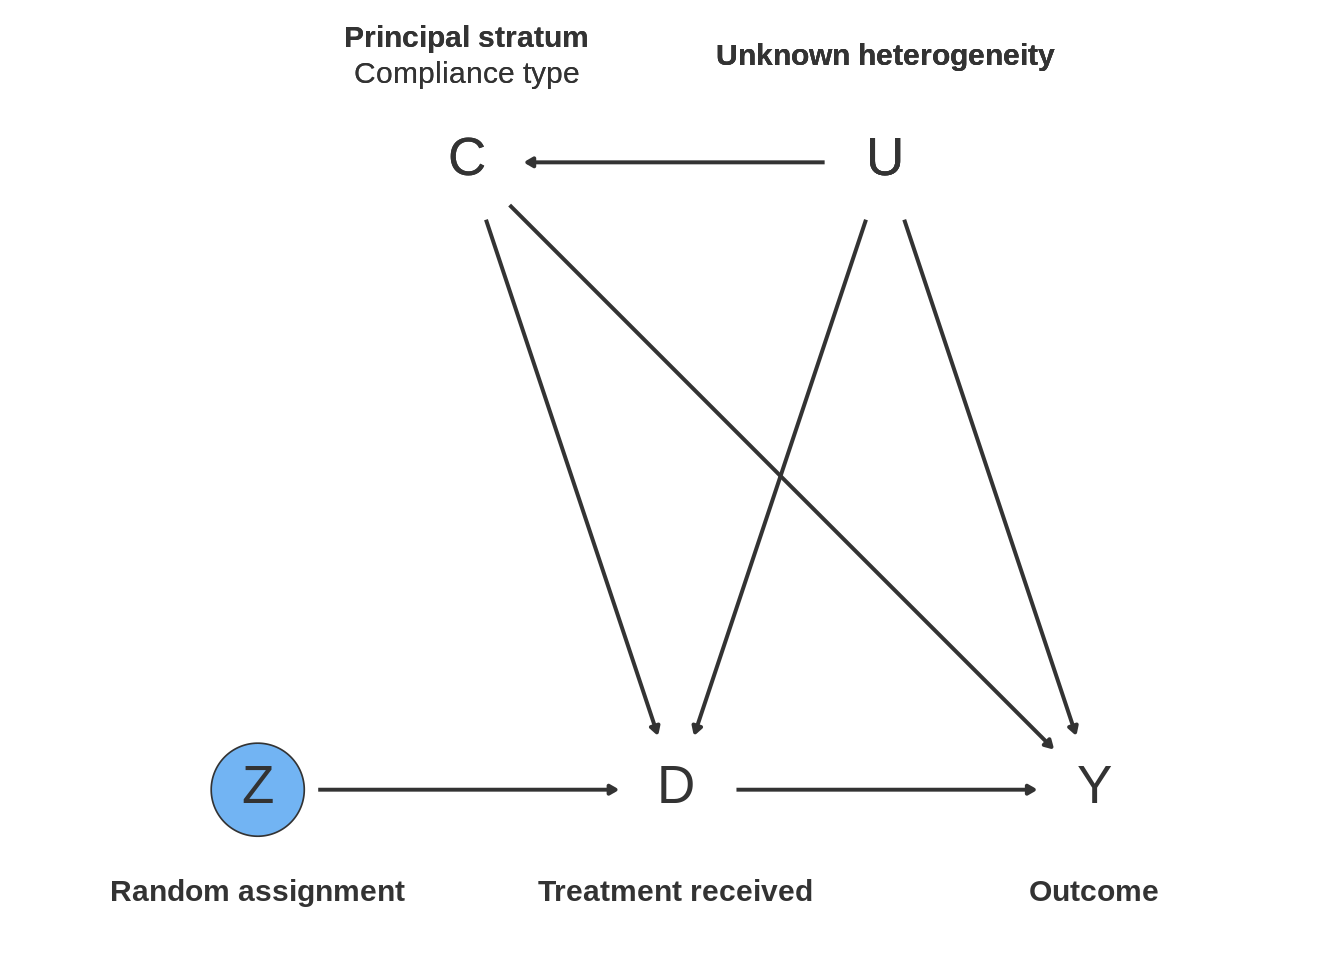 Principal stratum
Compliance type
Unknown heterogeneity
C
U
Z
D
Y
Random assignment
Treatment received
Outcome